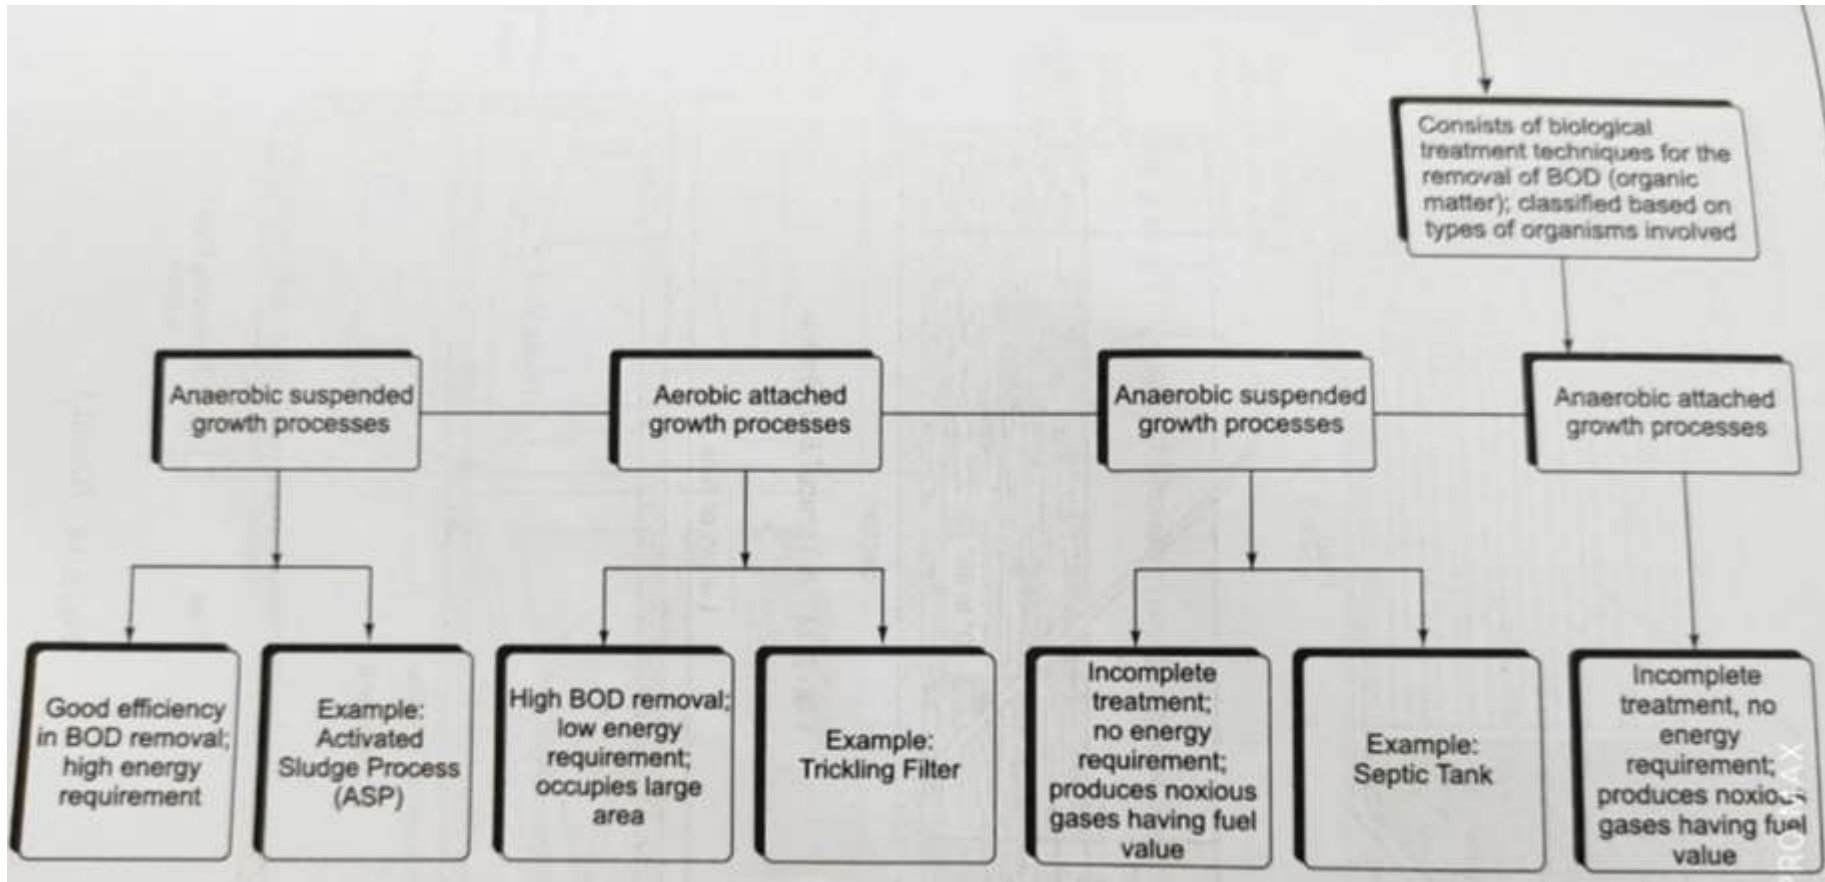 Consists of biological
treatment techniques for the
removal of BOD (organic
matter); classified based on
types of organisms involved
Anaerobic suspended
growth processes
Aerobic attached
growth processes
Anaerobic suspended
growth processes
Anaerobic attached
growth processes
Good efficiency
in BOD removal;
high energy
requirement
Example:
Activated
Sludge Process
(ASP)
High BOD removal;
low energy
requirement;
occupies large
area
Example:
Trickling Filter
Incomplete
treatment;
no energy
requirement;
produces noxious
gases having fuel
value
Example:
Septic Tank
Incomplete
treatment, no
energy
requirement;
produces noxious
gases having fuel
value